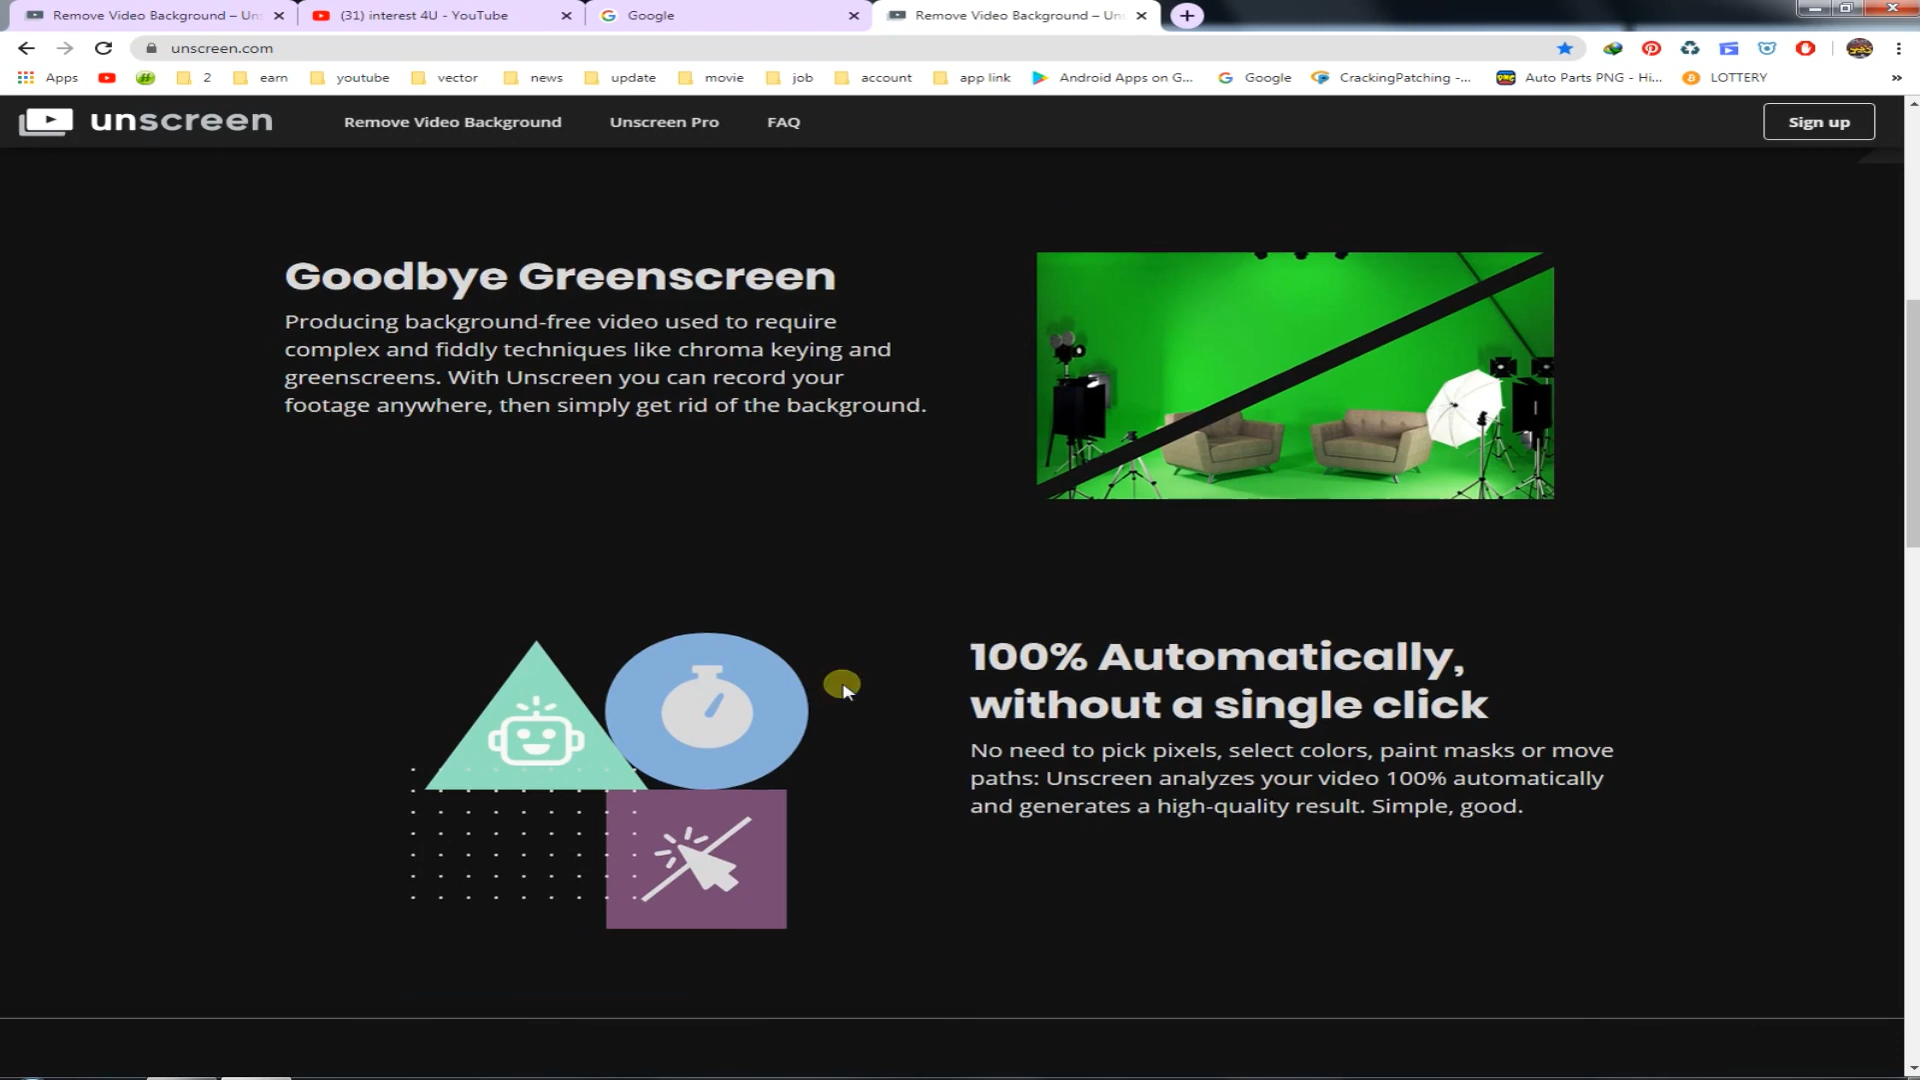 Remove Video Background – Uns
(31) interest 4U - YouTube
Google
Remove Video Background – Uns
unscreen.com
Apps
2
earn
youtube
vector
news
update
movie
job
account
app link
Android Apps on G...
Google
CrackingPatching -...
Auto Parts PNG - Hi...
LOTTERY
»
unscreen
Remove Video Background
Unscreen Pro
FAQ
Sign up
Goodbye Greenscreen
Producing background-free video used to require
complex and fiddly techniques like chroma keying and
greenscreens. With Unscreen you can record your
footage anywhere, then simply get rid of the background.
100% Automatically,
without a single click
No need to pick pixels, select colors, paint masks or move
paths: Unscreen analyzes your video 100% automatically
and generates a high-quality result. Simple, good.